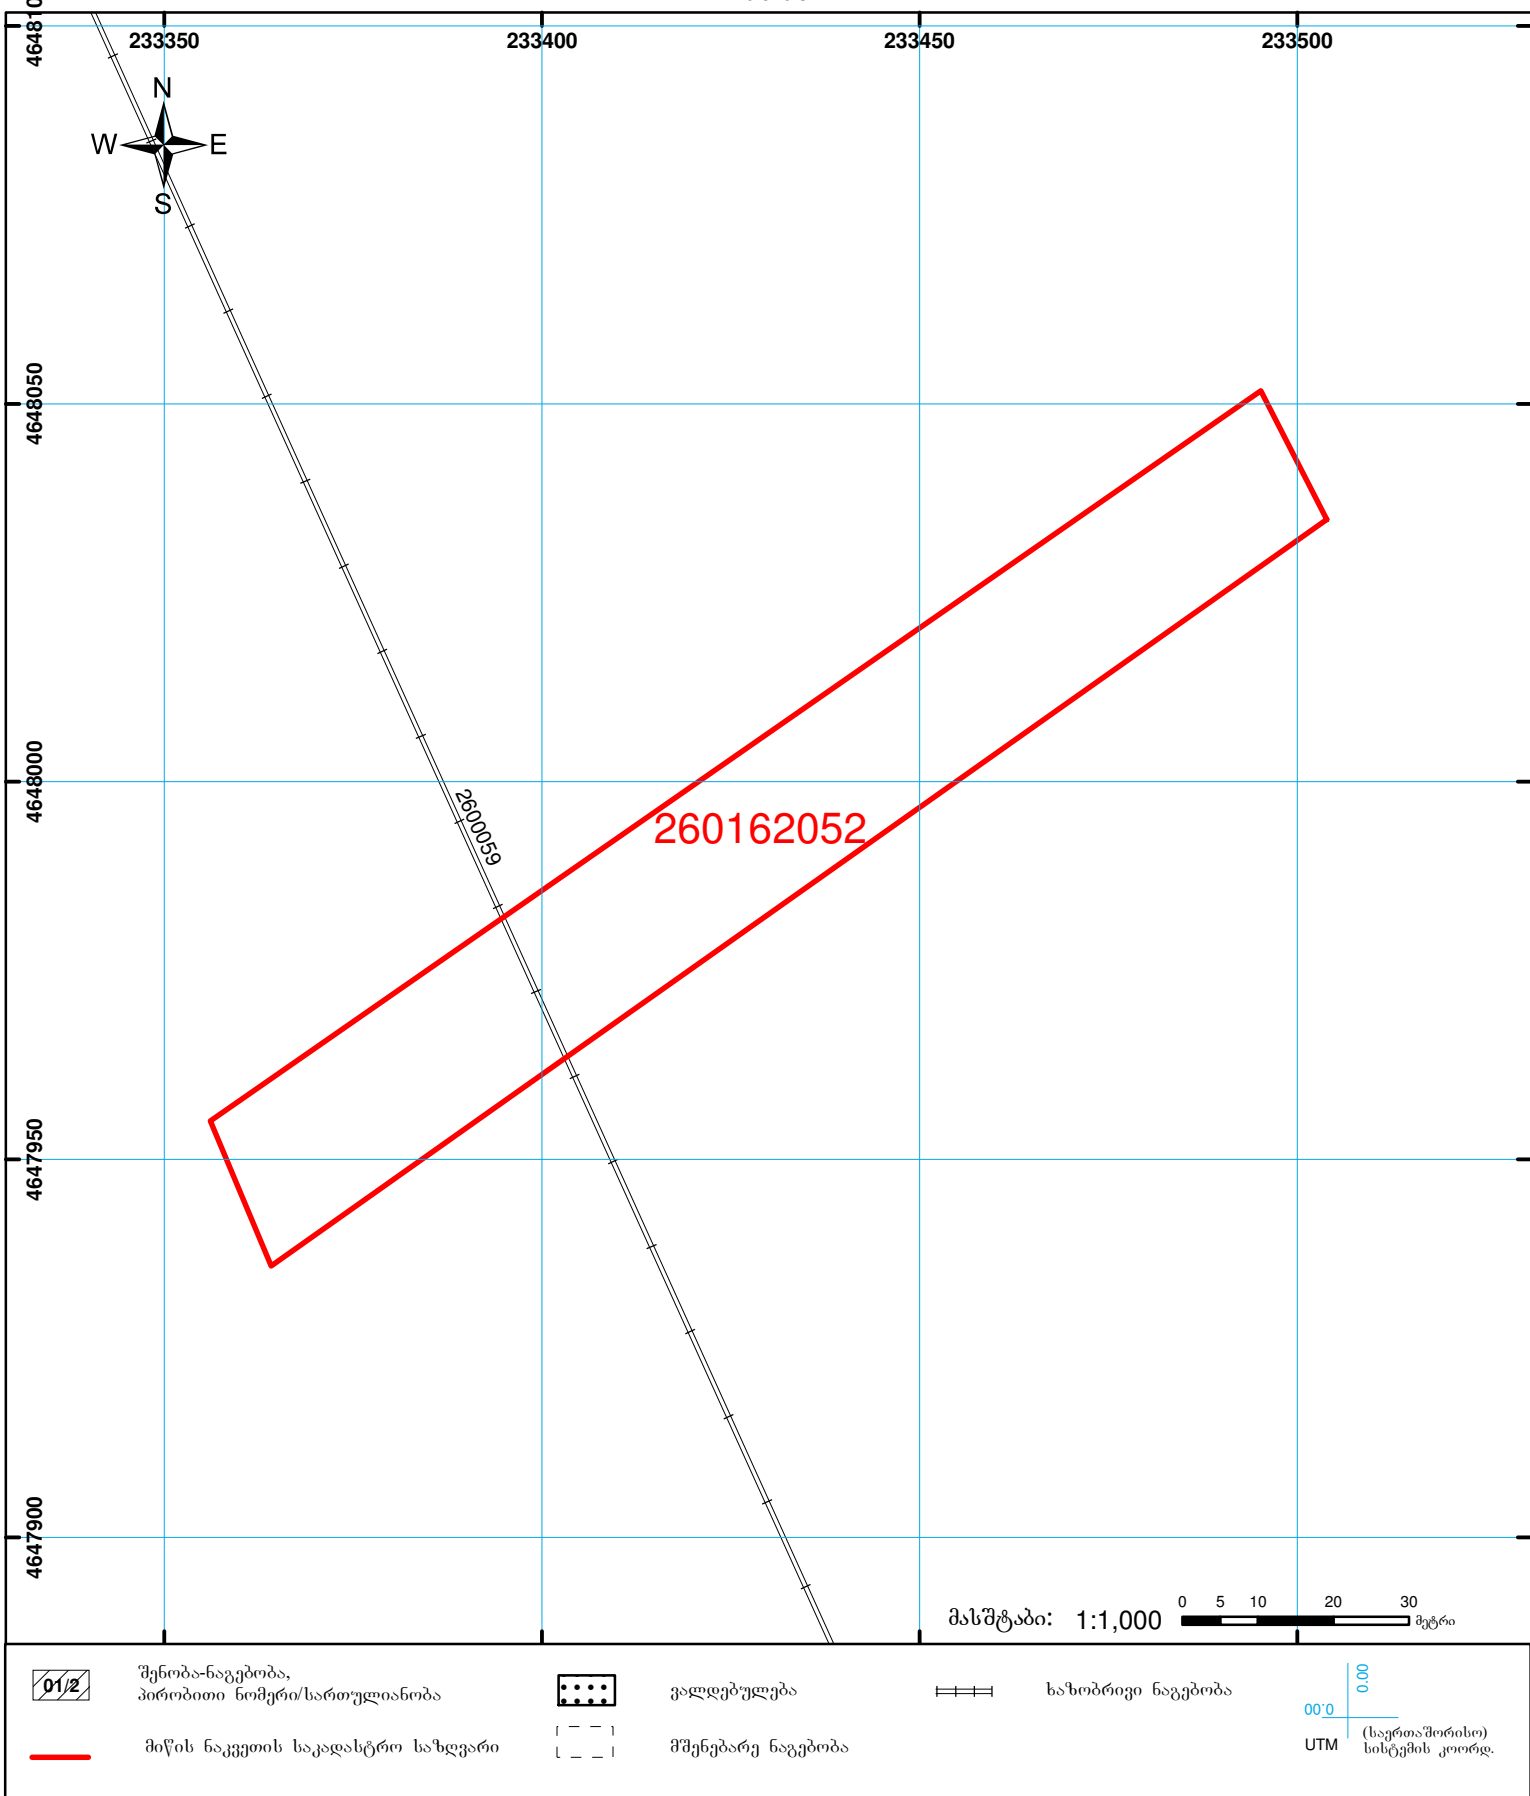 233350 233400 233450 233500
N
W E
S
4648050
4648000
4647950
4647900
2600059
260162052
მასშტაბი: 1:1,000
0 5 10 20 30
მეტრი
01/2
შენობა-ნაგებობა,
პირობითი ნომერი/სართულიანობა
ვალდებულება
ხაზობრივი ნაგებობა
მიწის ნაკვეთის საკადასტრო საზღვარი
მშენებარე ნაგებობა
0.00
00.0
UTM
(საერთაშორისო)
სისტემის კოორდ.